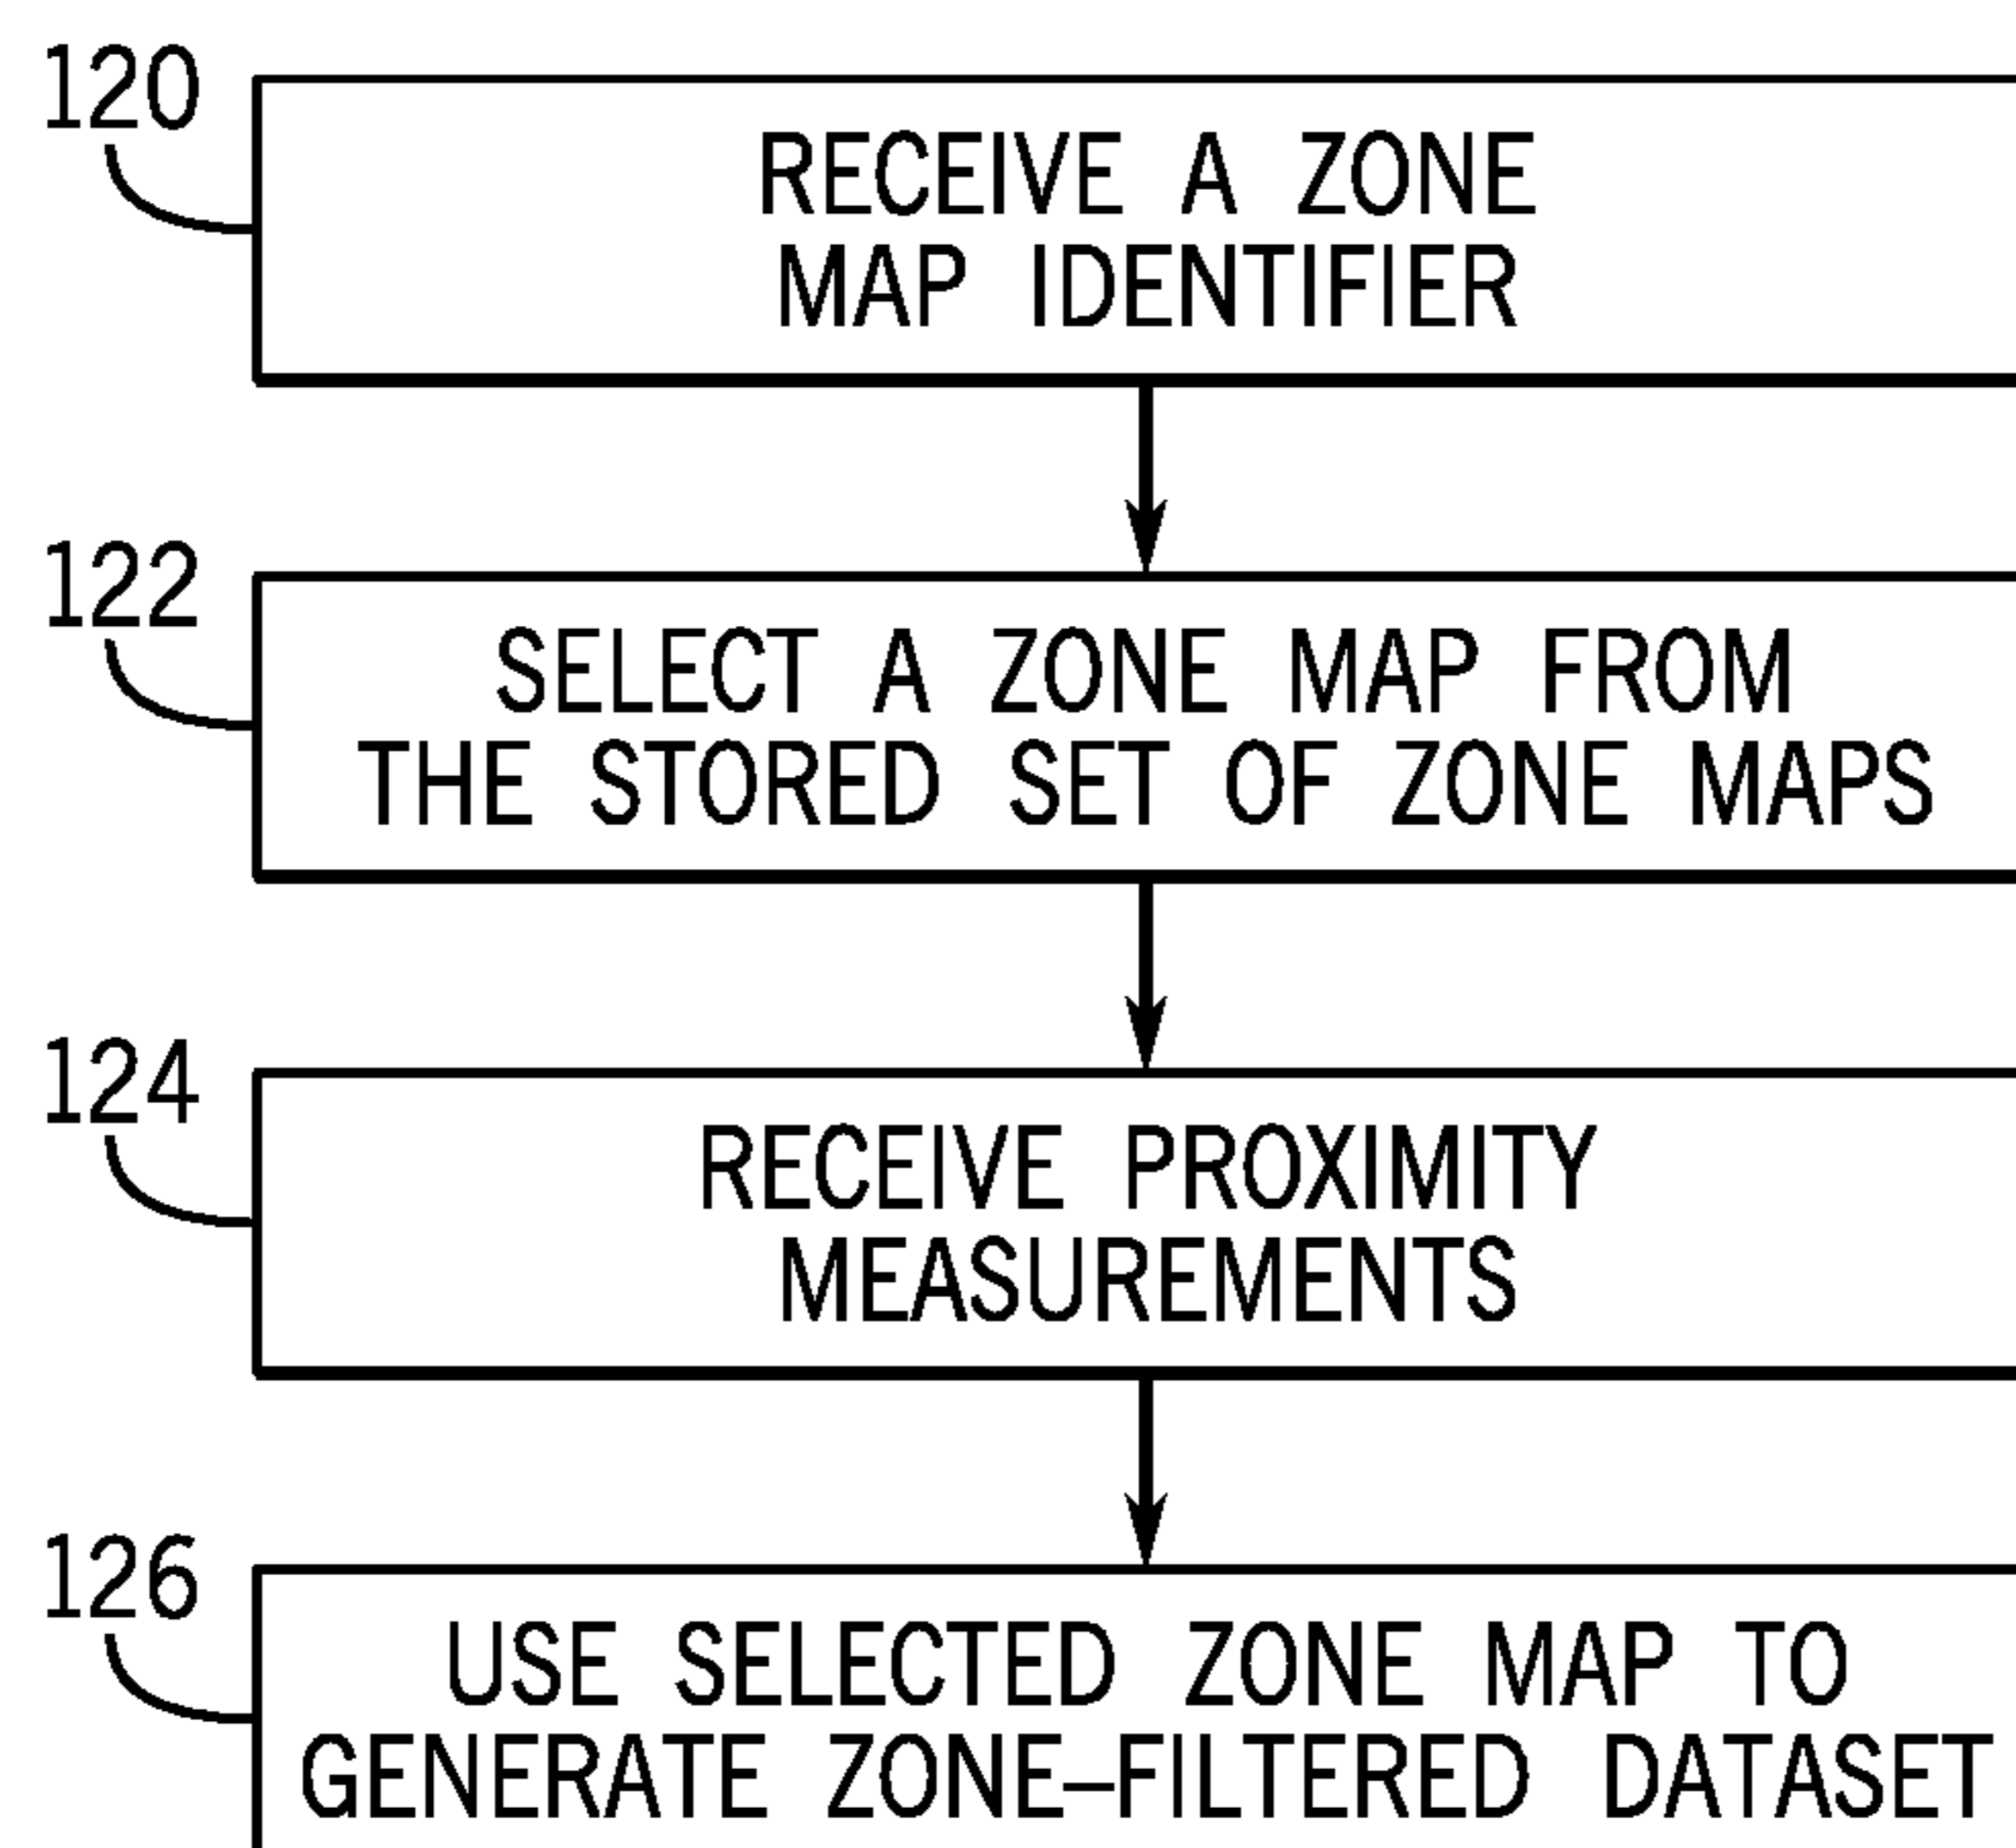 120
RECEIVE A ZONE
MAP IDENTIFIER
122
SELECT A ZONE MAP FROM
THE STORED SET OF ZONE MAPS
124
RECEIVE PROXIMITY
MEASUREMENTS
126
USE SELECTED ZONE MAP TO
GENERATE ZONE–FILTERED DATASET